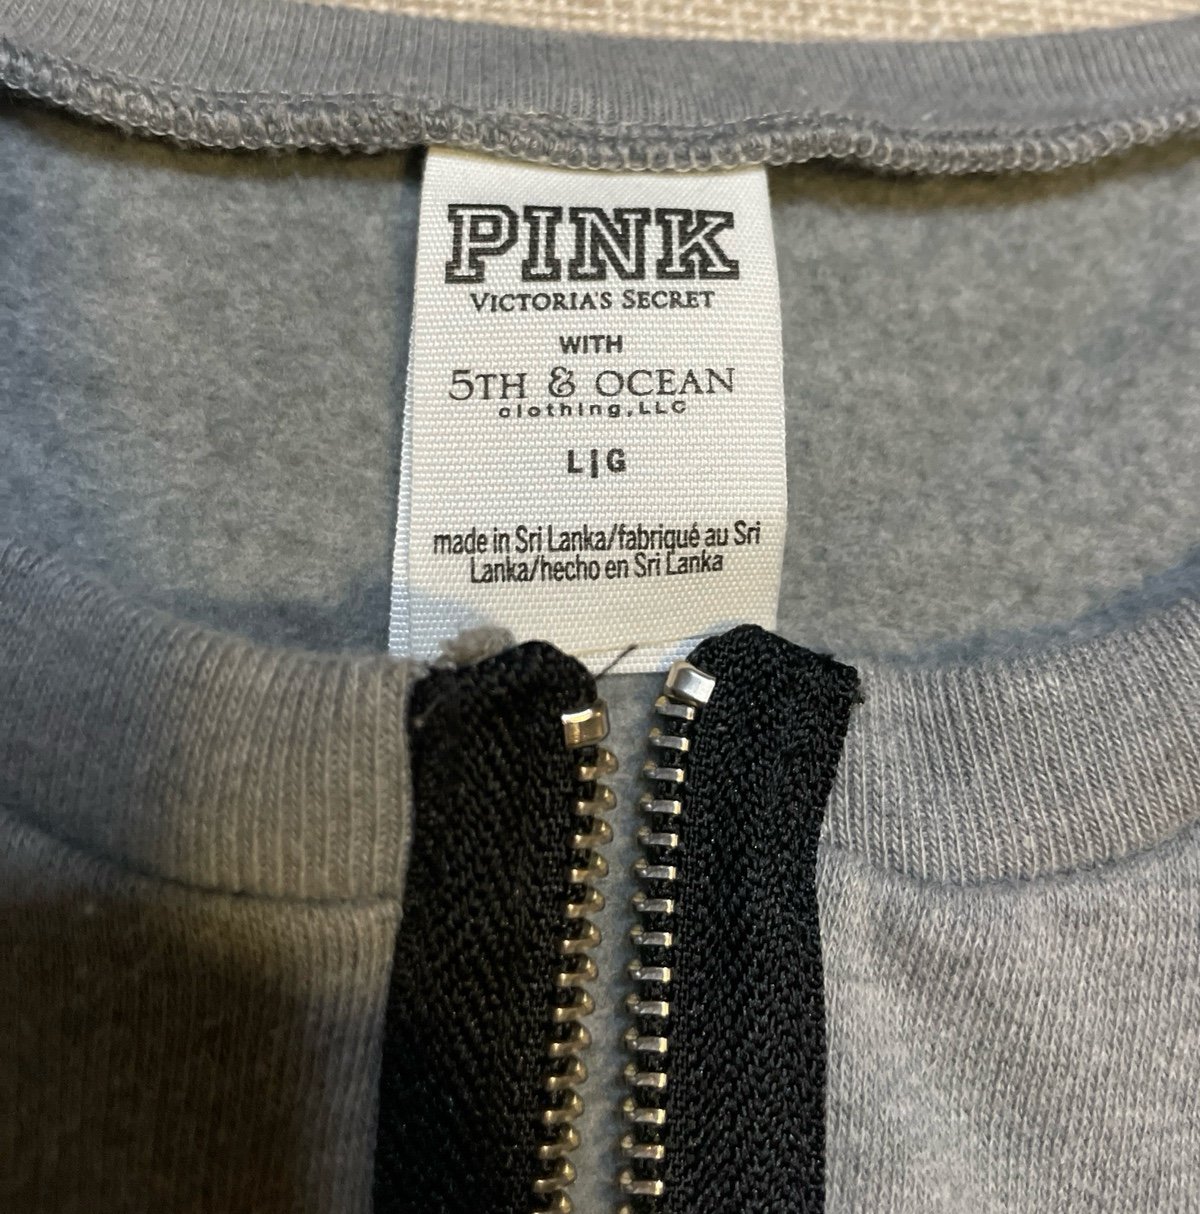 PINK
VICTORIA'S SECRET
WITH
5TH & OCEAN
clothing, LLC
L|G
made in Sri Lanka/fabriqué au Sri
Lanka/hecho en Sri Lanka